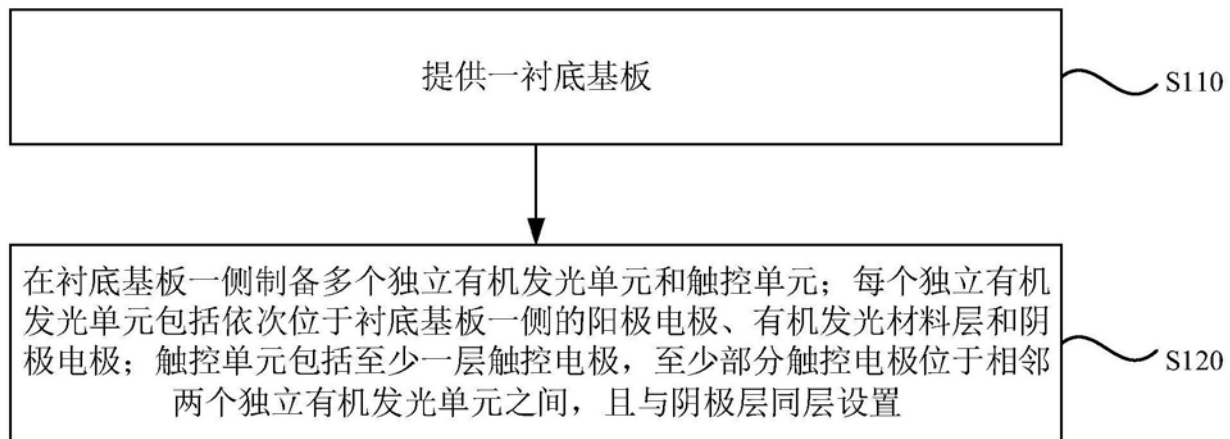 提供一衬底基板
S110
在衬底基板一侧制备多个独立有机发光单元和触控单元；每个独立有机
发光单元包括依次位于衬底基板一侧的阳极电极、有机发光材料层和阴
极电极；触控单元包括至少一层触控电极，至少部分触控电极位于相邻
两个独立有机发光单元之间，且与阴极层同层设置
S120